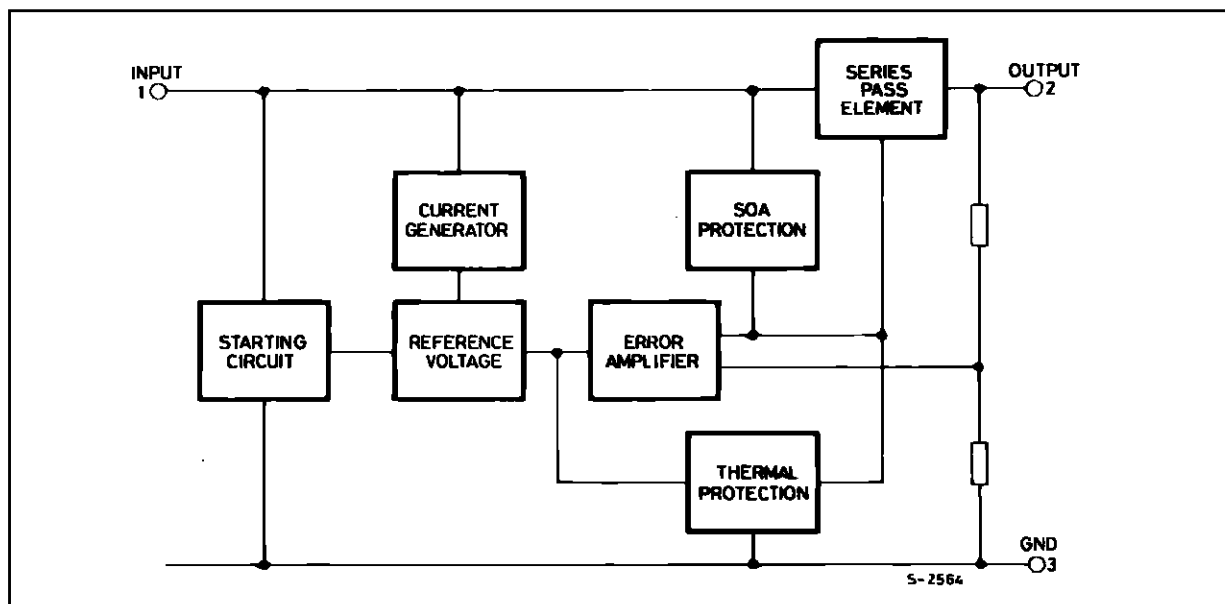 INPUT
1
SERIES
PASS
ELEMENT
OUTPUT
2
CURRENT
GENERATOR
SOA
PROTECTION
STARTING
CIRCUIT
REFERENCE
VOLTAGE
ERROR
AMPLIFIER
THERMAL
PROTECTION
GND
3
S-2564